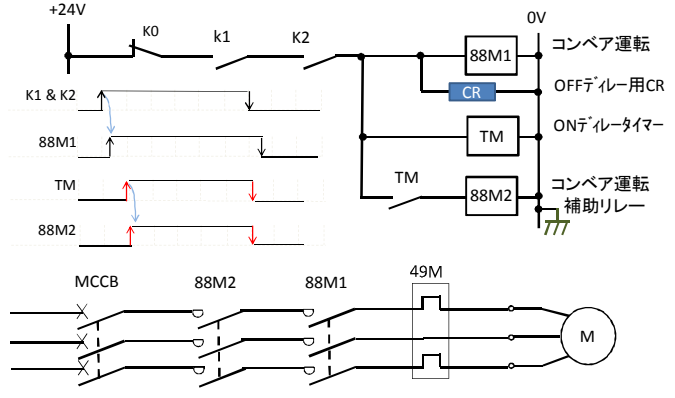 +24V
0V
K0
k1
K2
88M1
コンベア運転
CR
OFFディレー用CR
K1 & K2
88M1
TM
ONディレータイマー
TM
TM
88M2
コンベア運転
補助リレー
88M2
MCCB
88M2
88M1
49M
M